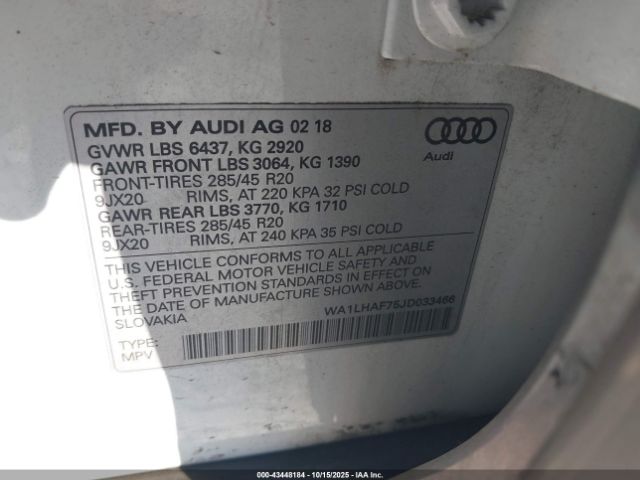 MFD. BY AUDI AG 02 18
GVWR LBS 6437, KG 2920
GAWR FRONT LBS 3064, KG 1390
FRONT-TIRES 285/45 R20
9JX20 RIMS, AT 220 KPA 32 PSI COLD
GAWR REAR LBS 3770, KG 1710
REAR-TIRES 285/45 R20
9JX20 RIMS, AT 240 KPA 35 PSI COLD
Audi
THIS VEHICLE CONFORMS TO ALL APPLICABLE
U.S. FEDERAL MOTOR VEHICLE SAFETY AND
THEFT PREVENTION STANDARDS IN EFFECT ON
THE DATE OF MANUFACTURE SHOWN ABOVE.
SLOVAKIA
WA1LHAF75JD033466
TYPE:
MPV
000-43448184 - 10/15/2025 - IAAI.COM